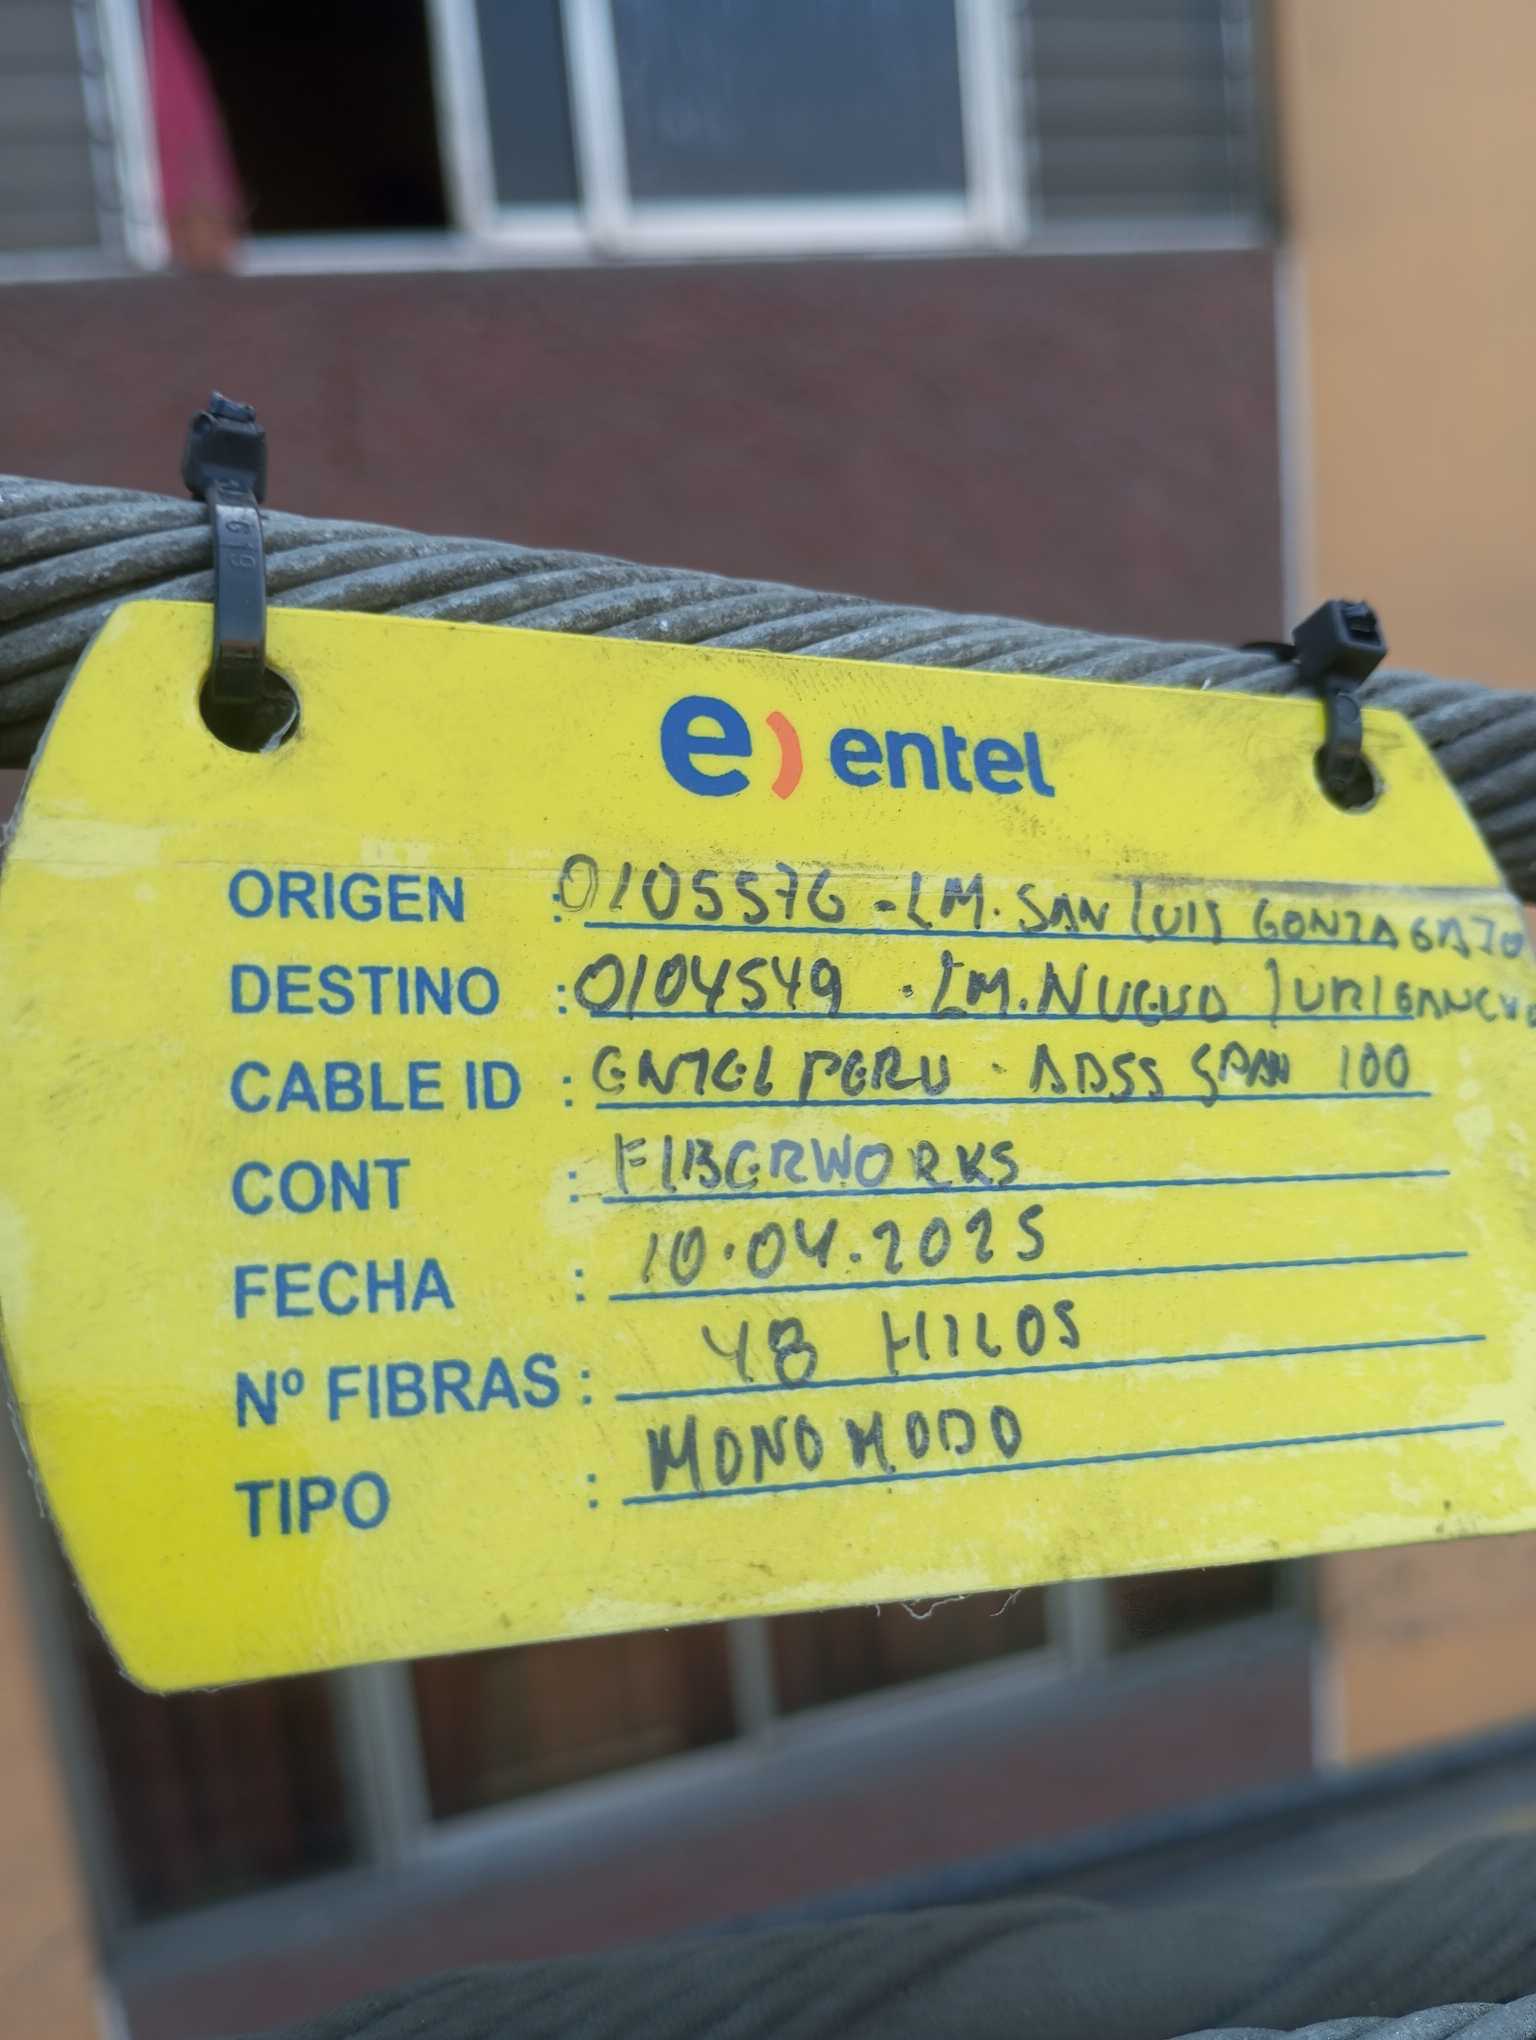 e) entel
ORIGEN : 0105576 - LM. SAN LUIS GONZAGA
DESTINO : 0104549 . LM. NUEVO
CABLE ID : ENTEL PERU - ADSS SPAN 100
CONT : FIBERWORKS
FECHA : 10.04.2025
Nº FIBRAS : 48 HILOS
TIPO : MONOMODO